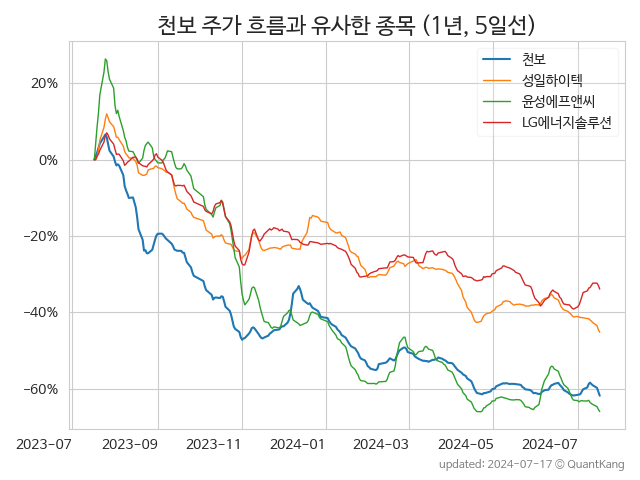 천보 주가 흐름과 유사한 종목 (1년, 5일선)
천보
성일하이텍
윤성에프앤씨
LG에너지솔루션
20%
0%
−20%
−40%
−60%
2023−07
2023−09
2023−11
2024−01
2024−03
2024−05
2024−07
updated: 2024−07−17 © QuantKang